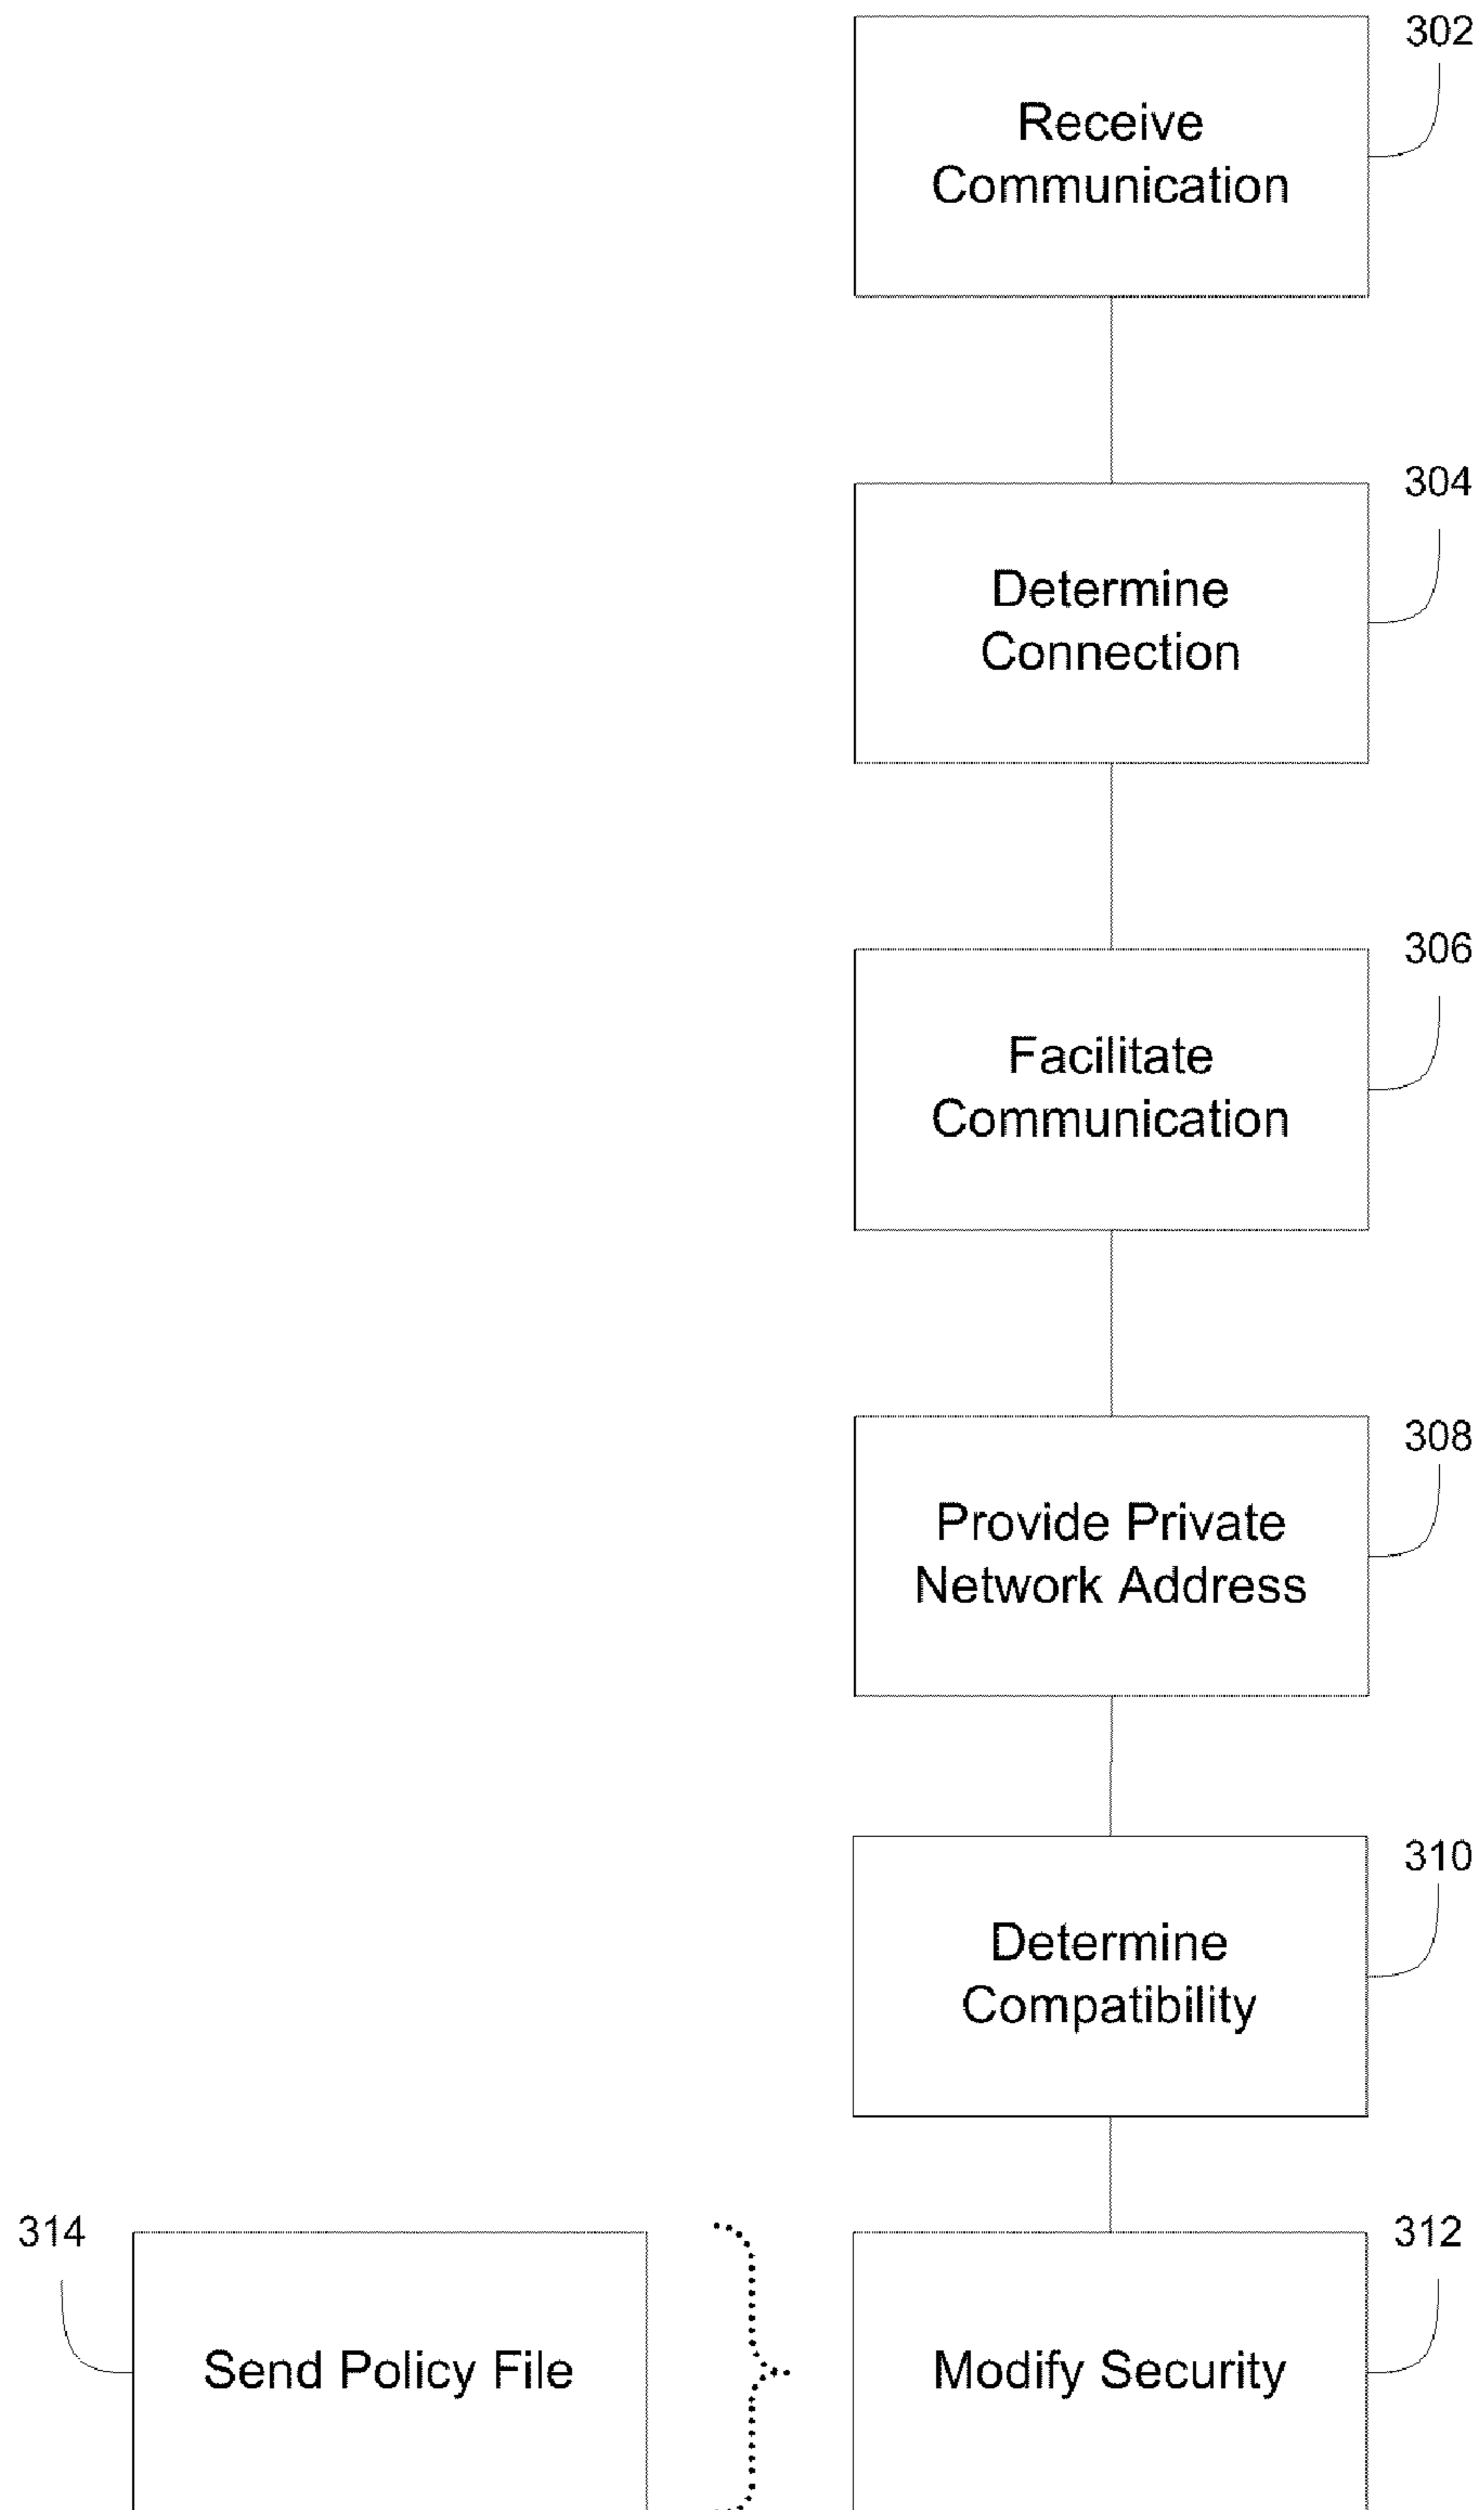 302
Receive
Communication
304
Determine
Connection
306
Facilitate
Communication
308
Provide Private
Network Address
310
Determine
Compatibility
314
Send Policy File
312
Modify Security